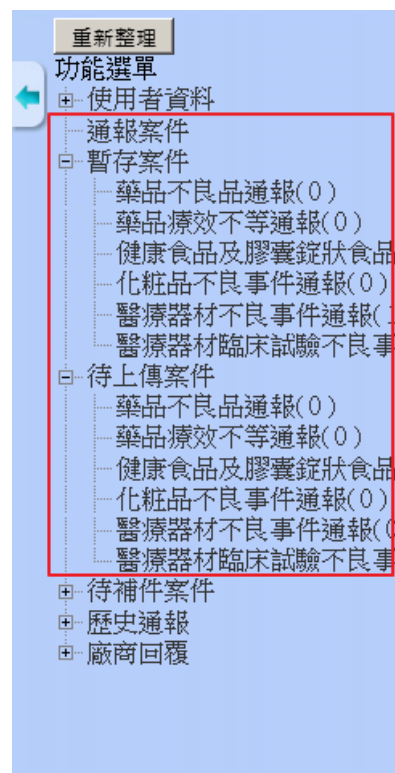 重新整理
功能選單
使用者資料
通報案件
暫存案件
藥品不良品通報(0)
藥品療效不等通報(0)
健康食品及膠囊錠狀食品
化粧品不良事件通報(0)
醫療器材不良事件通報(
醫療器材臨床試驗不良事
待上傳案件
藥品不良品通報(0)
藥品療效不等通報(0)
健康食品及膠囊錠狀食品
化粧品不良事件通報(0)
醫療器材不良事件通報(0
醫療器材臨床試驗不良事
待補件案件
歷史通報
廠商回覆